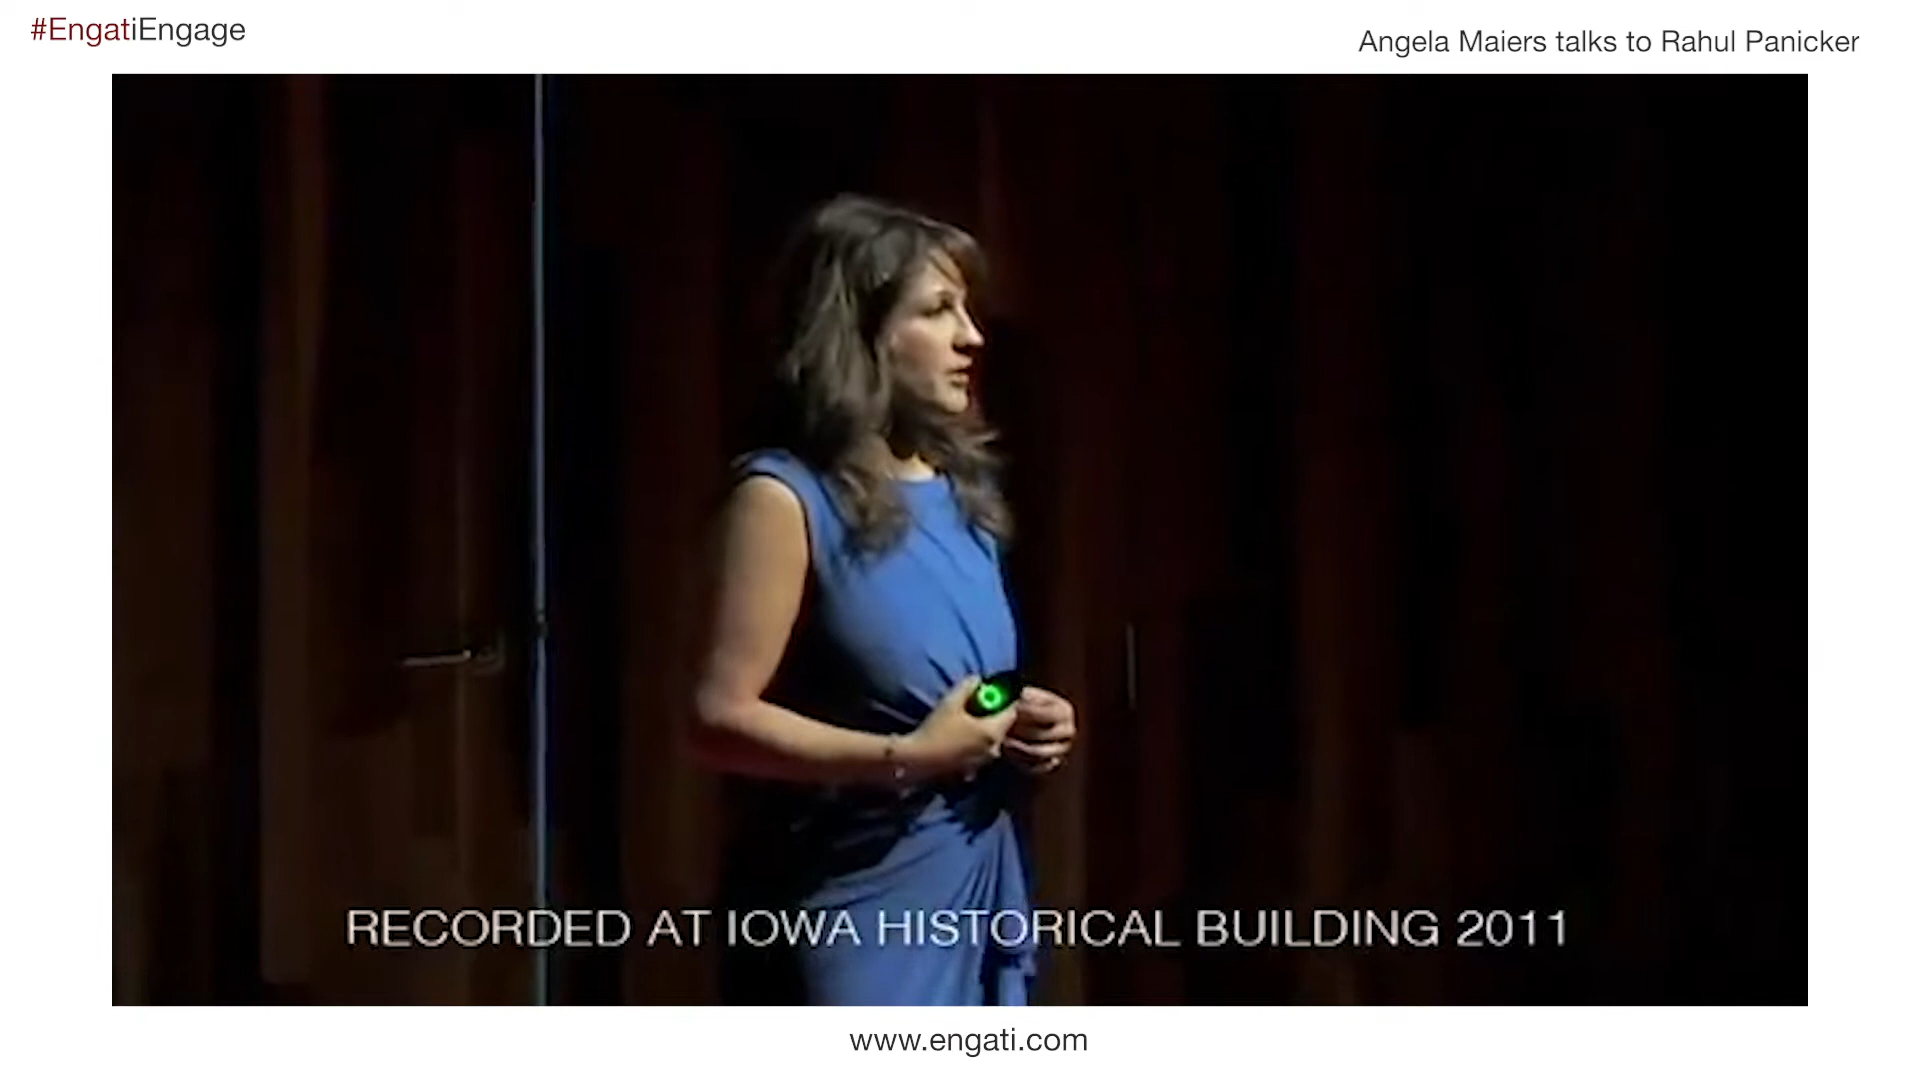 #EngatiEngage
Angela Maiers talks to Rahul Panicker
RECORDED AT IOWA HISTORICAL BUILDING 2011
www.engati.com